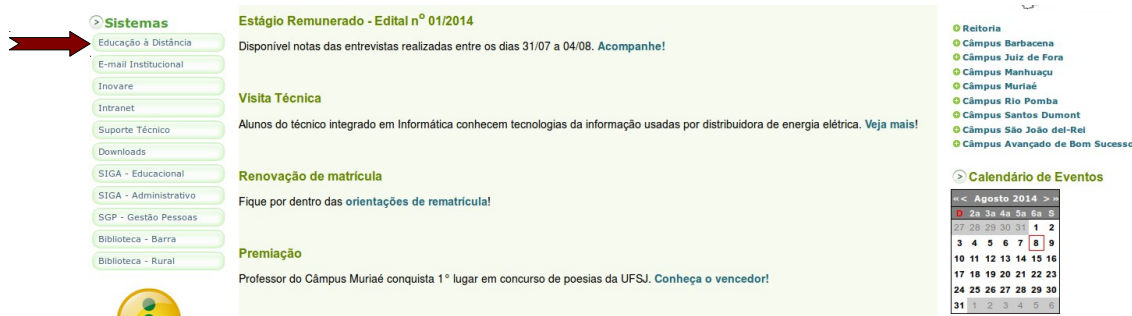 Sistemas
Educação à Distância
E-mail Institucional
Inovare
Intranet
Suporte Técnico
Downloads
SIGA - Educacional
SIGA - Administrativo
SGP - Gestão Pessoas
Biblioteca - Barra
Biblioteca - Rural
Estágio Remunerado - Edital nº 01/2014
Disponível notas das entrevistas realizadas entre os dias 31/07 a 04/08. Acompanhe!
Visita Técnica
Alunos do técnico integrado em Informática conhecem tecnologias da informação usadas por distribuidora de energia elétrica. Veja mais!
Renovação de matrícula
Fique por dentro das orientações de rematrícula!
Premiação
Professor do Câmpus Muriaé conquista 1° lugar em concurso de poesias da UFSJ. Conheça o vencedor!
Reitoria
Câmpus Barbacena
Câmpus Juiz de Fora
Câmpus Manhuaçu
Câmpus Muriaé
Câmpus Rio Pomba
Câmpus Santos Dumont
Câmpus São João del-Rei
Câmpus Avançado de Bom Sucesso
Calendário de Eventos
«< Agosto 2014 >»
D 2a 3a 4a 5a 6a S
27 28 29 30 31 1 2
3 4 5 6 7 8 9
10 11 12 13 14 15 16
17 18 19 20 21 22 23
24 25 26 27 28 29 30
31 1 2 3 4 5 6